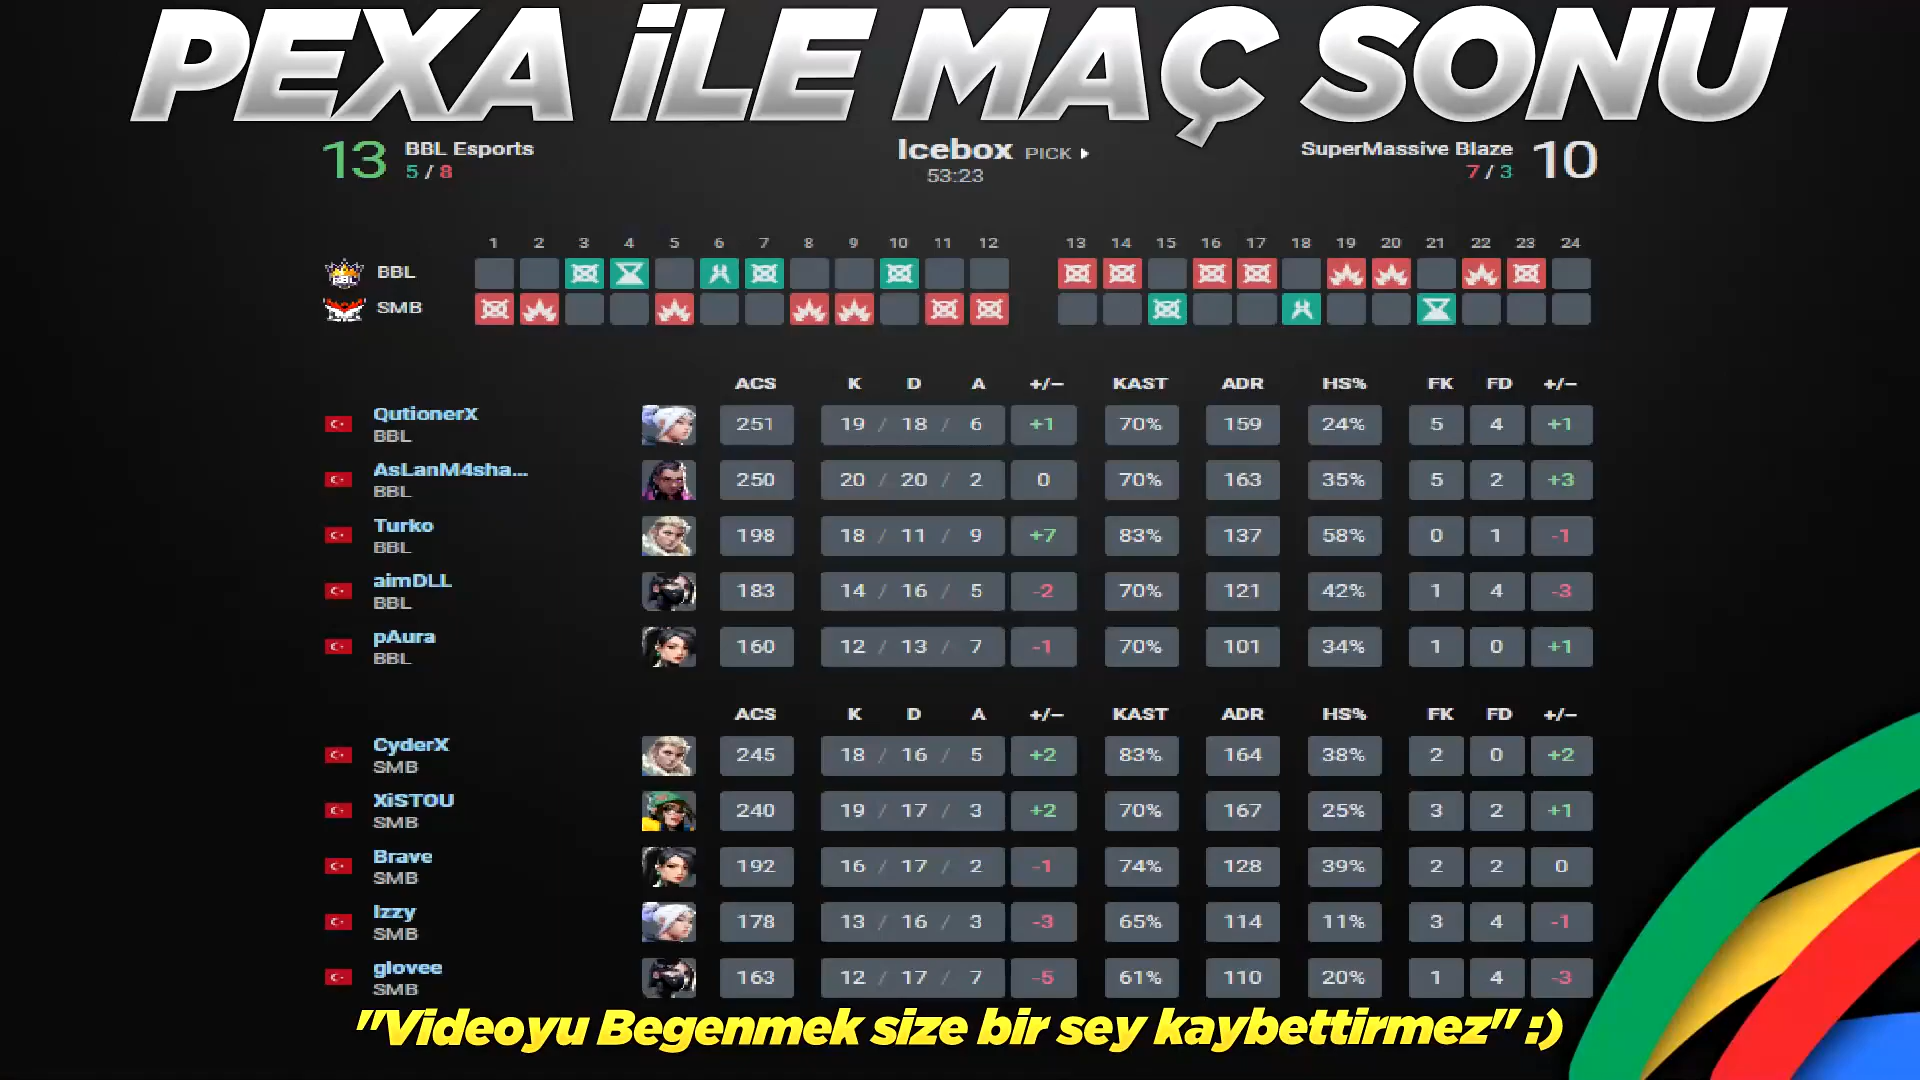 PEXA iLE MAÇ SONU
13 BBL Esports Icebox PICK SuperMassive Blaze 10
5 / 8 53:23 7 / 3
1 2 3 4 5 6 7 8 9 10 11 12 13 14 15 16 17 18 19 20 21 22 23 24
BBL
SMB
ACS K D A +/− KAST ADR HS% FK FD +/−
QutionerX 251 19 / 18 / 6 +1 70% 159 24% 5 4 +1
BBL
AsLanM4sha... 250 20 / 20 / 2 0 70% 163 35% 5 2 +3
BBL
Turko 198 18 / 11 / 9 +7 83% 137 58% 0 1 -1
BBL
aimDLL 183 14 / 16 / 5 -2 70% 121 42% 1 4 -3
BBL
pAura 160 12 / 13 / 7 -1 70% 101 34% 1 0 +1
BBL
ACS K D A +/− KAST ADR HS% FK FD +/−
CyderX 245 18 / 16 / 5 +2 83% 164 38% 2 0 +2
SMB
XiSTOU 240 19 / 17 / 3 +2 70% 167 25% 3 2 +1
SMB
Brave 192 16 / 17 / 2 -1 74% 128 39% 2 2 0
SMB
Izzy 178 13 / 16 / 3 -3 65% 114 11% 3 4 -1
SMB
glovee 163 12 / 17 / 7 -5 61% 110 20% 1 4 -3
SMB
"Videoyu Begenmek size bir sey kaybettirmez" :)